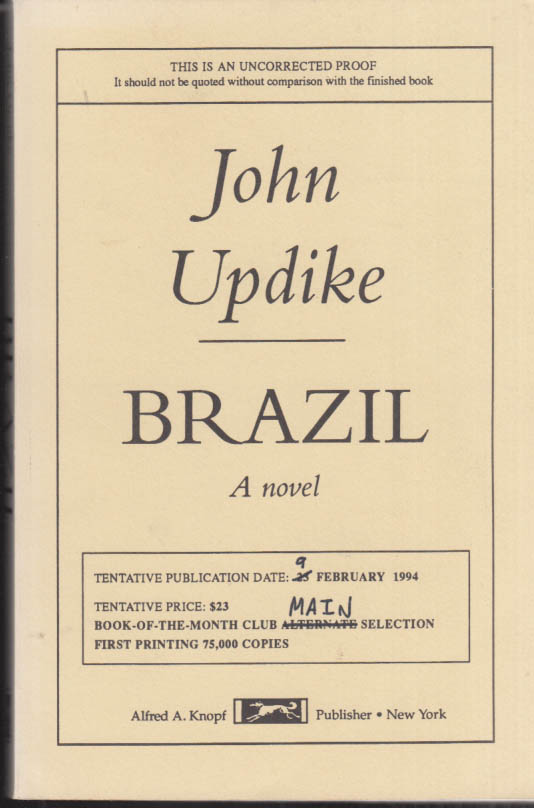 THIS IS AN UNCORRECTED PROOF
It should not be quoted without comparison with the finished book
John
Updike
BRAZIL
A novel
9
TENTATIVE PUBLICATION DATE: 25 FEBRUARY 1994
TENTATIVE PRICE: $23 MAIN
BOOK-OF-THE-MONTH CLUB ALTERNATE SELECTION
FIRST PRINTING 75,000 COPIES
Alfred A. Knopf Publisher • New York